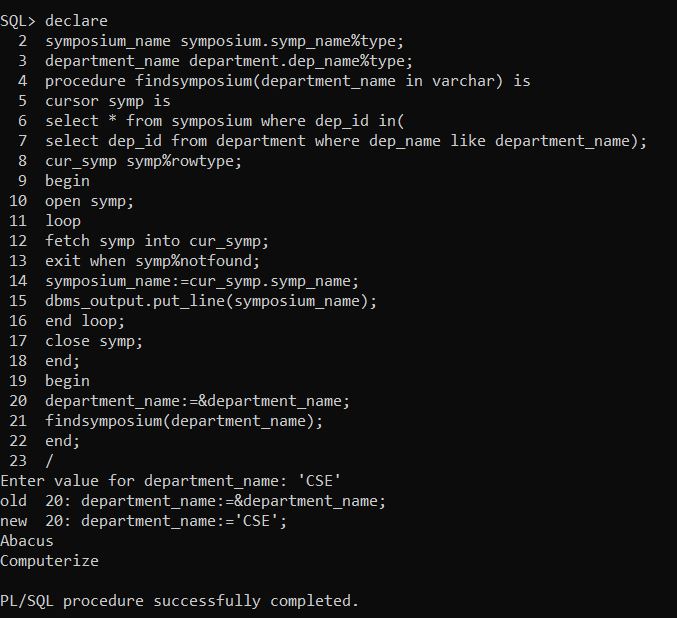 SQL> declare
  2  symposium_name symposium.symp_name%type;
  3  department_name department.dep_name%type;
  4  procedure findsymposium(department_name in varchar) is
  5  cursor symp is
  6  select * from symposium where dep_id in(
  7  select dep_id from department where dep_name like department_name);
  8  cur_symp symp%rowtype;
  9  begin
 10  open symp;
 11  loop
 12  fetch symp into cur_symp;
 13  exit when symp%notfound;
 14  symposium_name:=cur_symp.symp_name;
 15  dbms_output.put_line(symposium_name);
 16  end loop;
 17  close symp;
 18  end;
 19  begin
 20  department_name:=&department_name;
 21  findsymposium(department_name);
 22  end;
 23  /
Enter value for department_name: 'CSE'
old  20: department_name:=&department_name;
new  20: department_name:='CSE';
Abacus
Computerize

PL/SQL procedure successfully completed.